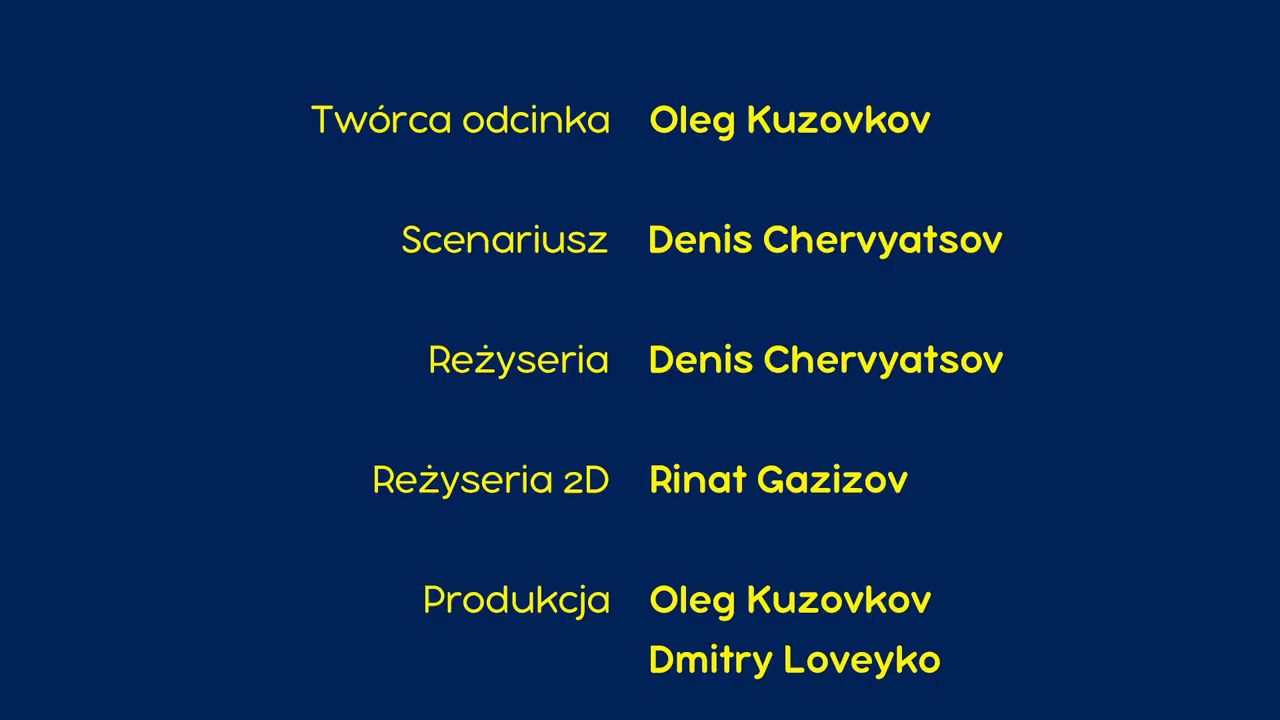 Twórca odcinka Oleg Kuzovkov
Scenariusz Denis Chervyatsov
Reżyseria Denis Chervyatsov
Reżyseria 2D Rinat Gazizov
Produkcja Oleg Kuzovkov
Dmitry Loveyko